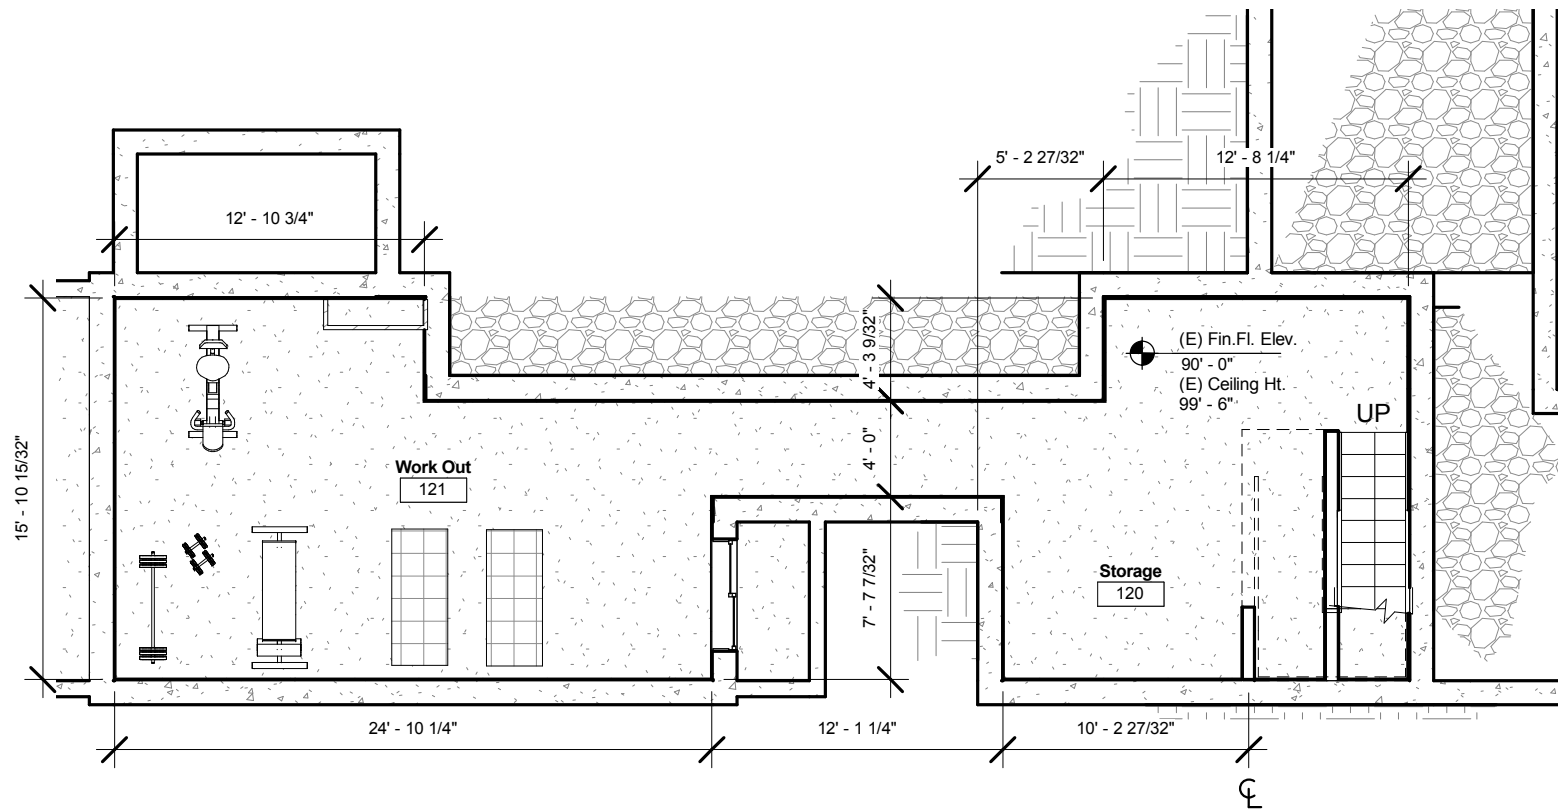 5' - 2 27/32"
12' - 8 1/4"
12' - 10 3/4"
4' - 3 9/32"
(E) Fin.Fl. Elev.
90' - 0"
(E) Ceiling Ht.
99' - 6"
UP
15' - 10 15/32"
Work Out
121
4' - 0"
7' - 7 7/32"
Storage
120
24' - 10 1/4"
12' - 1 1/4"
10' - 2 27/32"
℄